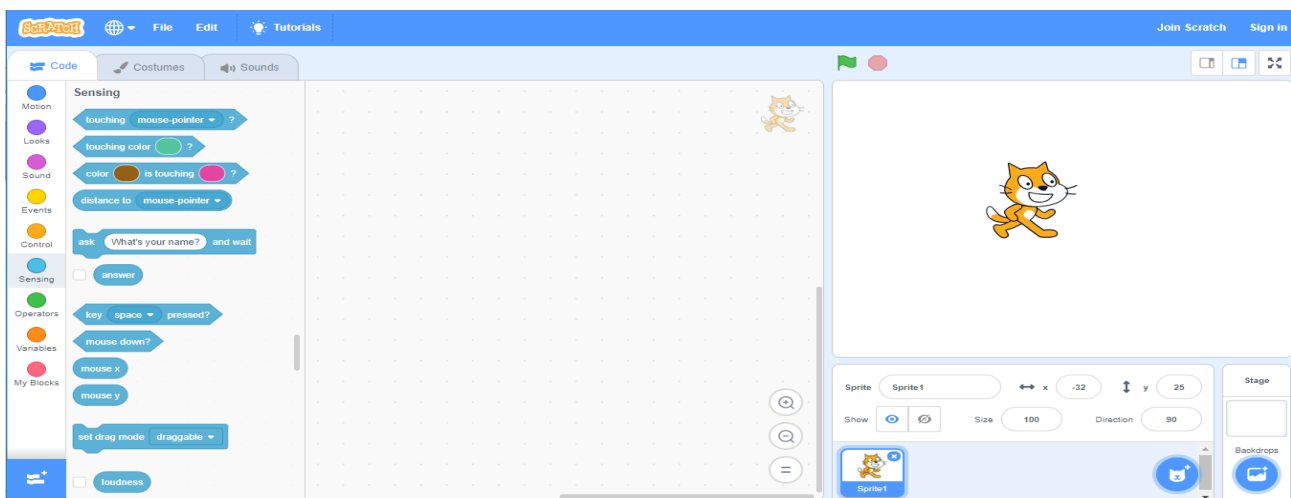 SCRATCH File Edit Tutorials Join Scratch Sign in
Code Costumes Sounds
Motion
Looks
Sound
Events
Control
Sensing
Operators
Variables
My Blocks
Sensing
touching mouse-pointer ?
touching color ?
color is touching ?
distance to mouse-pointer
ask What's your name? and wait
answer
key space pressed?
mouse down?
mouse x
mouse y
set drag mode draggable
loudness
Sprite Sprite1 x -32 y 25
Show Size 100 Direction 90
Sprite1
Stage
Backdrops